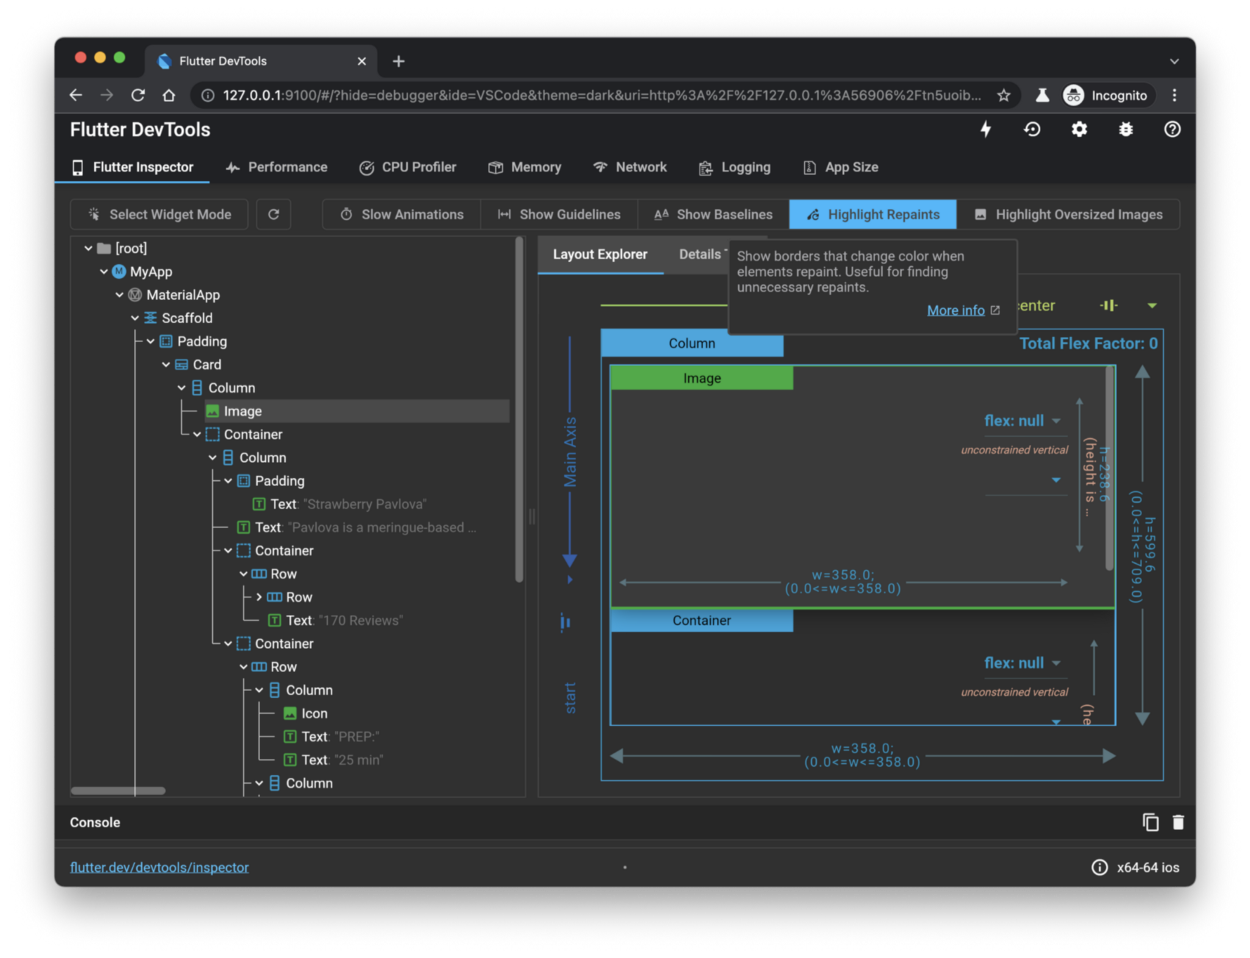 Flutter DevTools
127.0.0.1:9100/#/?hide=debugger&ide=VSCode&theme=dark&uri=http%3A%2F%2F127.0.0.1%3A56906%2Ftn5uoib...
Incognito
Flutter DevTools
Flutter Inspector
Performance
CPU Profiler
Memory
Network
Logging
App Size
Select Widget Mode
Slow Animations
Show Guidelines
Show Baselines
Highlight Repaints
Highlight Oversized Images
[root]
MyApp
MaterialApp
Scaffold
Padding
Card
Column
Image
Container
Column
Padding
Text: "Strawberry Pavlova"
Text: "Pavlova is a meringue-based ...
Container
Row
Row
Text: "170 Reviews"
Container
Row
Column
Icon
Text: "PREP:"
Text: "25 min"
Column
Layout Explorer
Details
Show borders that change color when
elements repaint. Useful for finding
unnecessary repaints.
More info
center
Total Flex Factor: 0
Main Axis
start
Column
Image
flex: null
unconstrained vertical
h=238.6
(height is ...
w=358.0;
(0.0<=w<=358.0)
Container
flex: null
unconstrained vertical
(he
h=599.6
(0.0<=h<=709.0)
w=358.0;
(0.0<=w<=358.0)
Console
flutter.dev/devtools/inspector
x64-64 ios